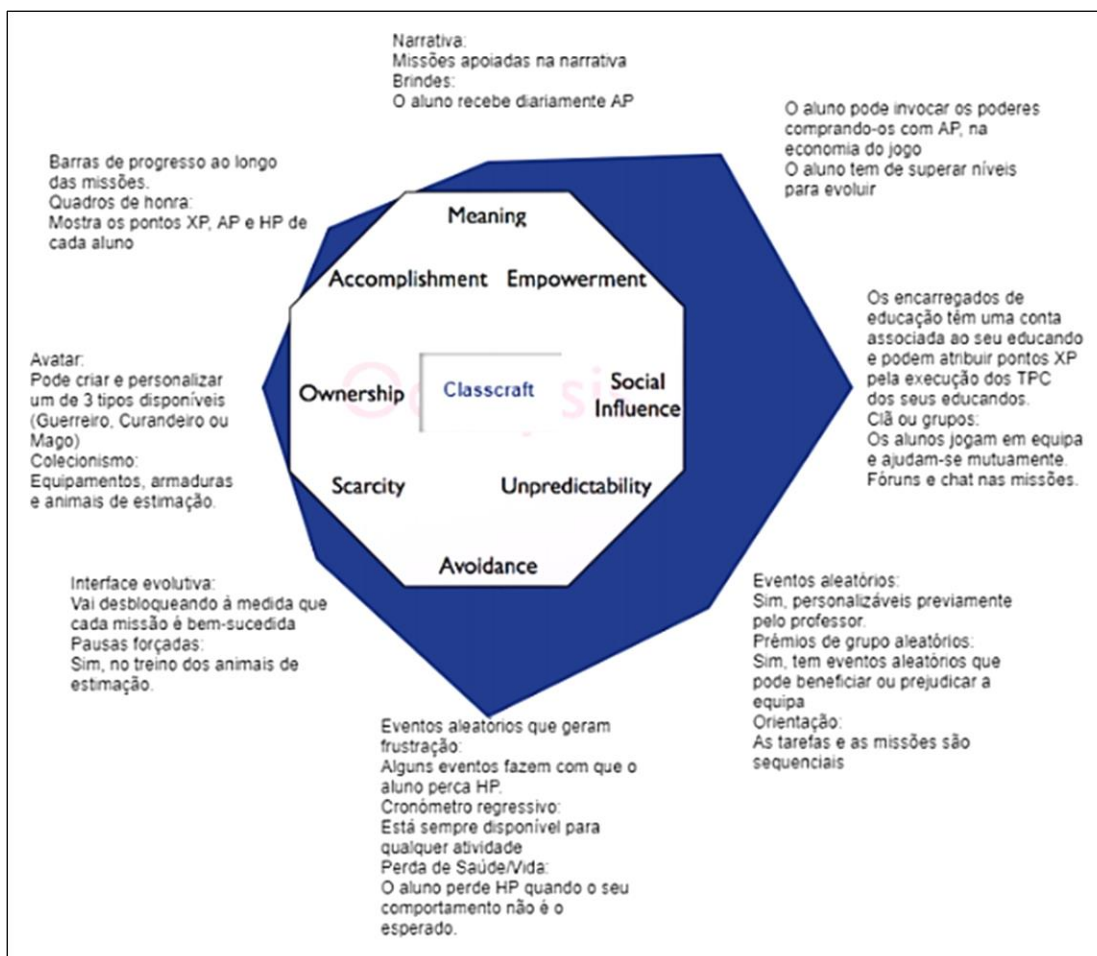 Narrativa:
Missões apoiadas na narrativa
Brindes:
O aluno recebe diariamente AP
O aluno pode invocar os poderes
comprando-os com AP, na
economia do jogo
O aluno tem de superar níveis
para evoluir
Barras de progresso ao longo
das missões.
Quadros de honra:
Mostra os pontos XP, AP e HP de
cada aluno
Meaning
Accomplishment
Empowerment
Os encarregados de
educação têm uma conta
associada ao seu educando
e podem atribuir pontos XP
pela execução dos TPC
dos seus educandos.
Clã ou grupos:
Os alunos jogam em equipa
e ajudam-se mutuamente.
Fóruns e chat nas missões.
Avatar:
Pode criar e personalizar
um de 3 tipos disponíveis
(Guerreiro, Curandeiro ou
Mago)
Colecionismo:
Equipamentos, armaduras
e animais de estimação.
Ownership
Classcraft
Social
Influence
Scarcity
Unpredictability
Avoidance
Interface evolutiva:
Vai desbloqueando á medida que
cada missão é bem-sucedida
Pausas forçadas:
Sim, no treino dos animais de
estimação.
Eventos aleatórios:
Sim, personalizáveis previamente
pelo professor.
Prêmios de grupo aleatórios:
Sim, tem eventos aleatórios que
pode beneficiar ou prejudicar a
equipa
Orientação:
As tarefas e as missões são
sequenciais
Eventos aleatórios que geram
frustração:
Alguns eventos fazem com que o
aluno perca HP.
Cronómetro regressivo:
Está sempre disponível para
qualquer atividade
Perda de Saúde/Vida:
O aluno perde HP quando o seu
comportamento não é o
esperado.